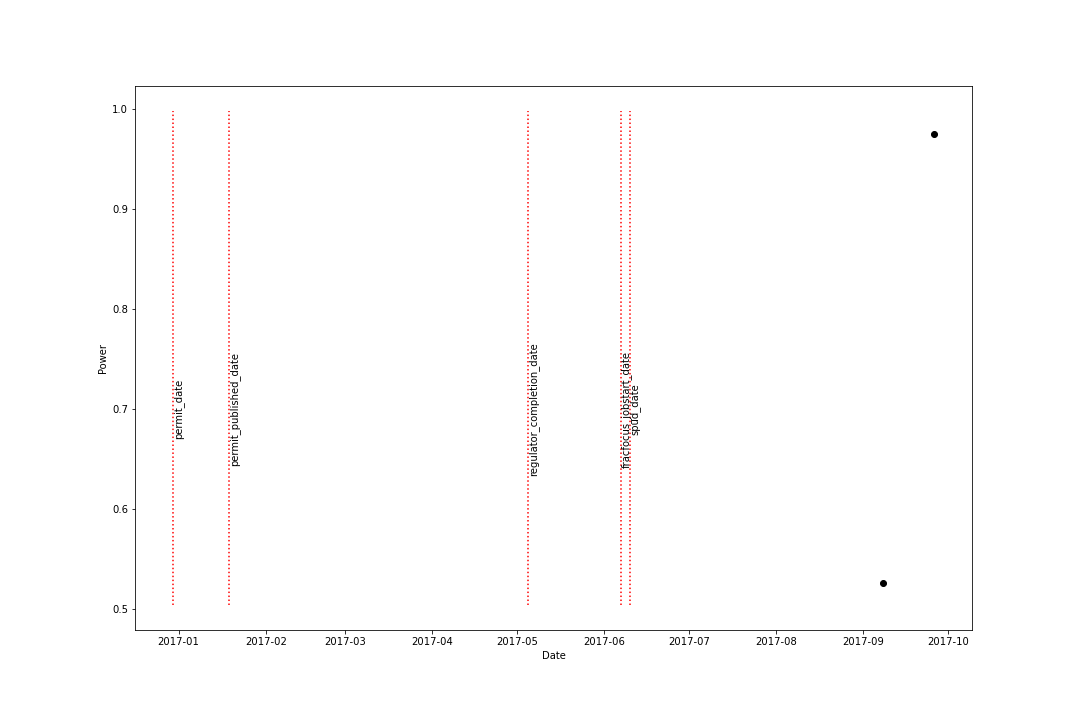 1.0
0.9
0.8
0.7
0.6
0.5
Power
permit_date
permit_published_date
regulator_completion_date
fracfocus_jobstart_date
spud_date
2017-01
2017-02
2017-03
2017-04
2017-05
2017-06
2017-07
2017-08
2017-09
2017-10
Date